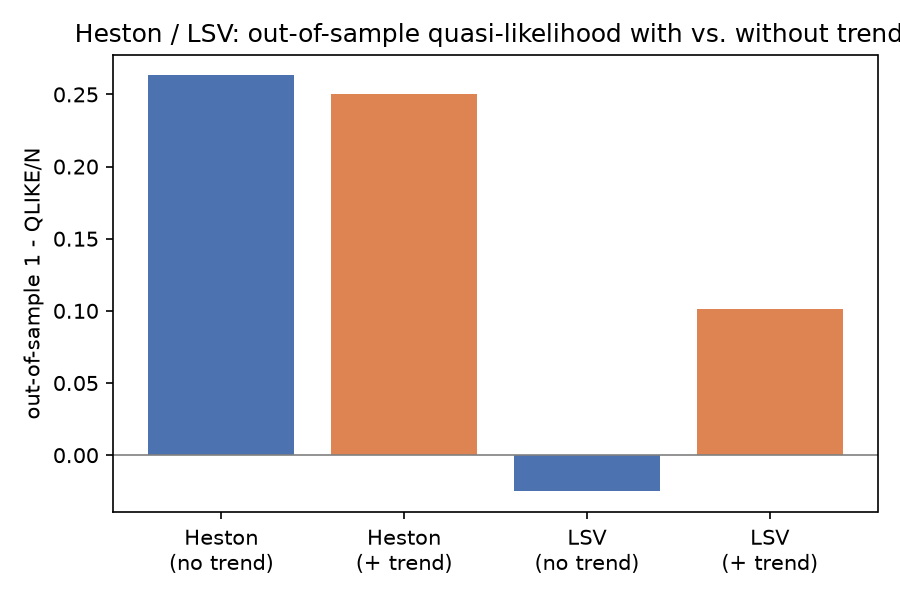 Heston / LSV: out-of-sample quasi-likelihood with vs. without trend
out-of-sample 1 - QLIKE/N
0.25
0.20
0.15
0.10
0.05
0.00
Heston
(no trend)
Heston
(+ trend)
LSV
(no trend)
LSV
(+ trend)